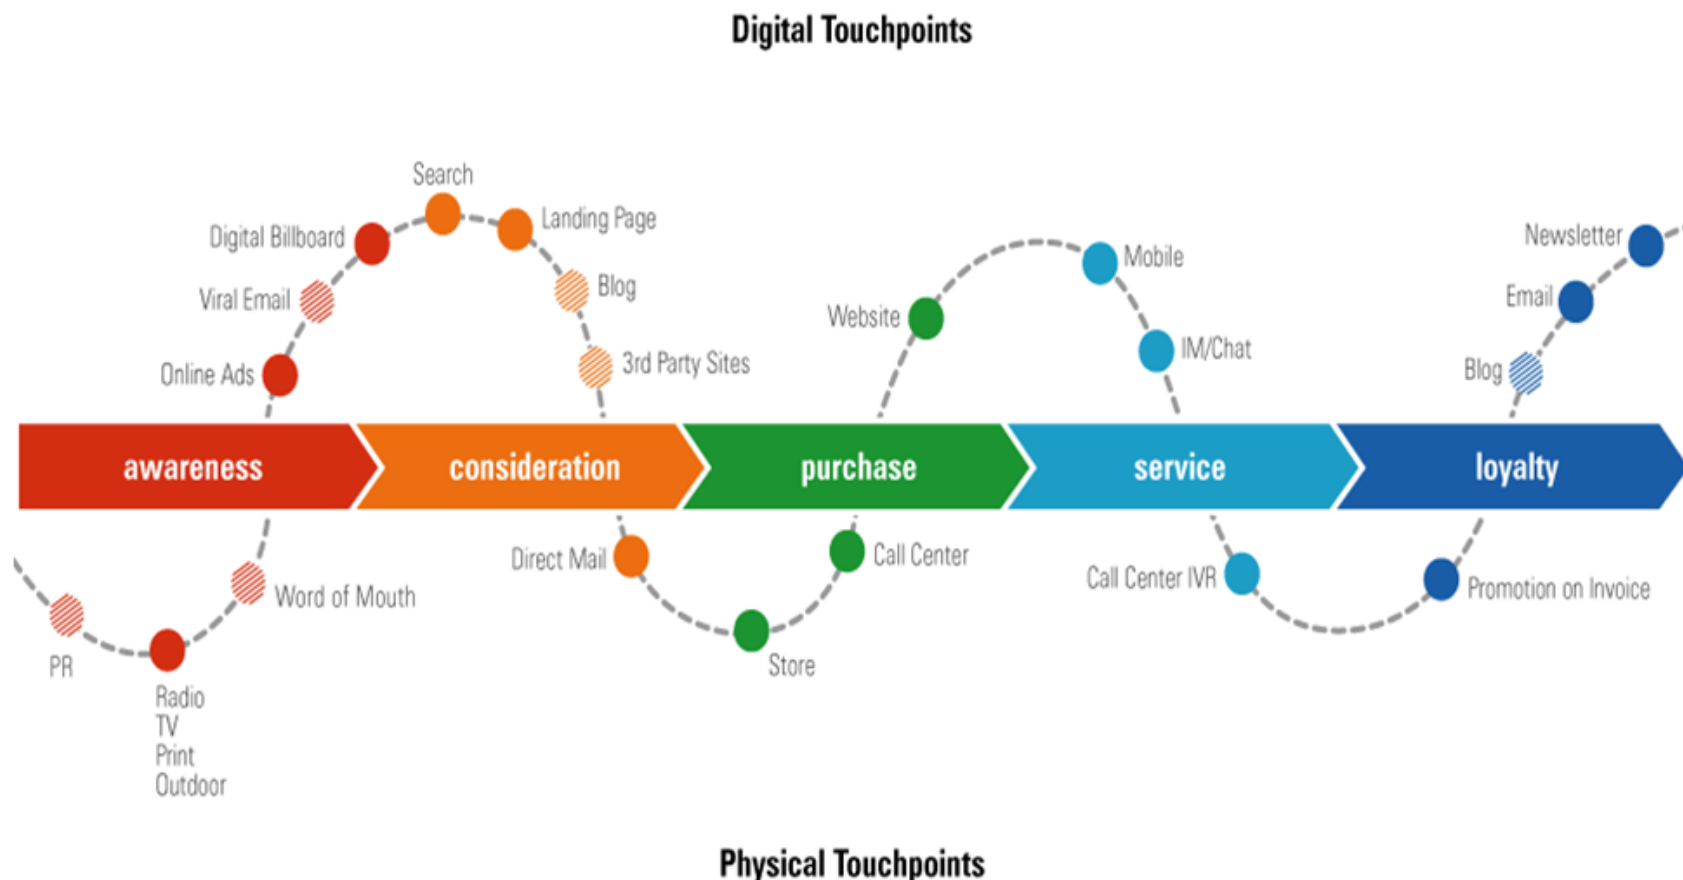 Digital Touchpoints
Search
Landing Page
Digital Billboard
Blog
Viral Email
3rd Party Sites
Online Ads
Website
Mobile
IM/Chat
Newsletter
Email
Blog
awareness
consideration
purchase
service
loyalty
PR
Radio
TV
Print
Outdoor
Word of Mouth
Direct Mail
Store
Call Center
Call Center IVR
Promotion on Invoice
Physical Touchpoints